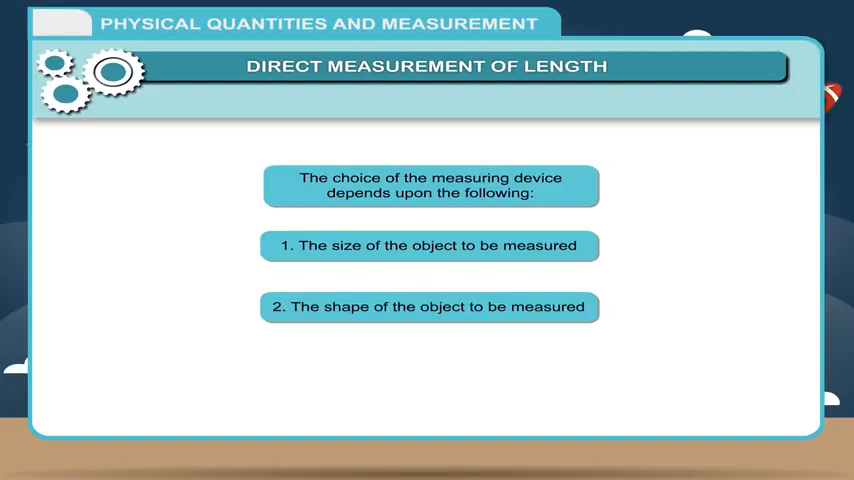 PHYSICAL QUANTITIES AND MEASUREMENT
DIRECT MEASUREMENT OF LENGTH
The choice of the measuring device
depends upon the following:
1. The size of the object to be measured
2. The shape of the object to be measured